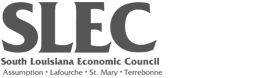 SLEC
South Louisiana Economic Council
Assumption • Lafourche • St. Mary • Terrebonne